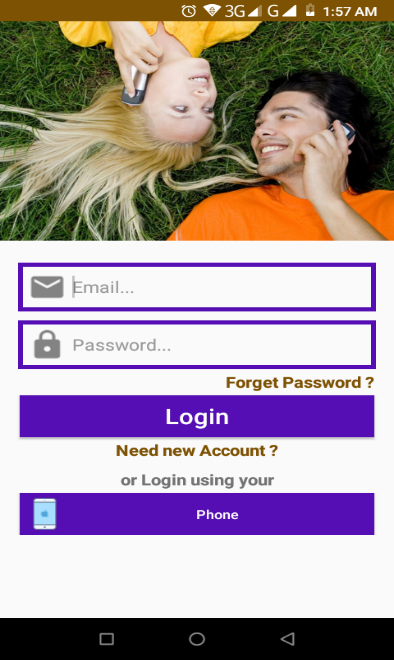 3G G 1:57 AM
Email...
Password...
Forget Password ?
Login
Need new Account ?
or Login using your
Phone